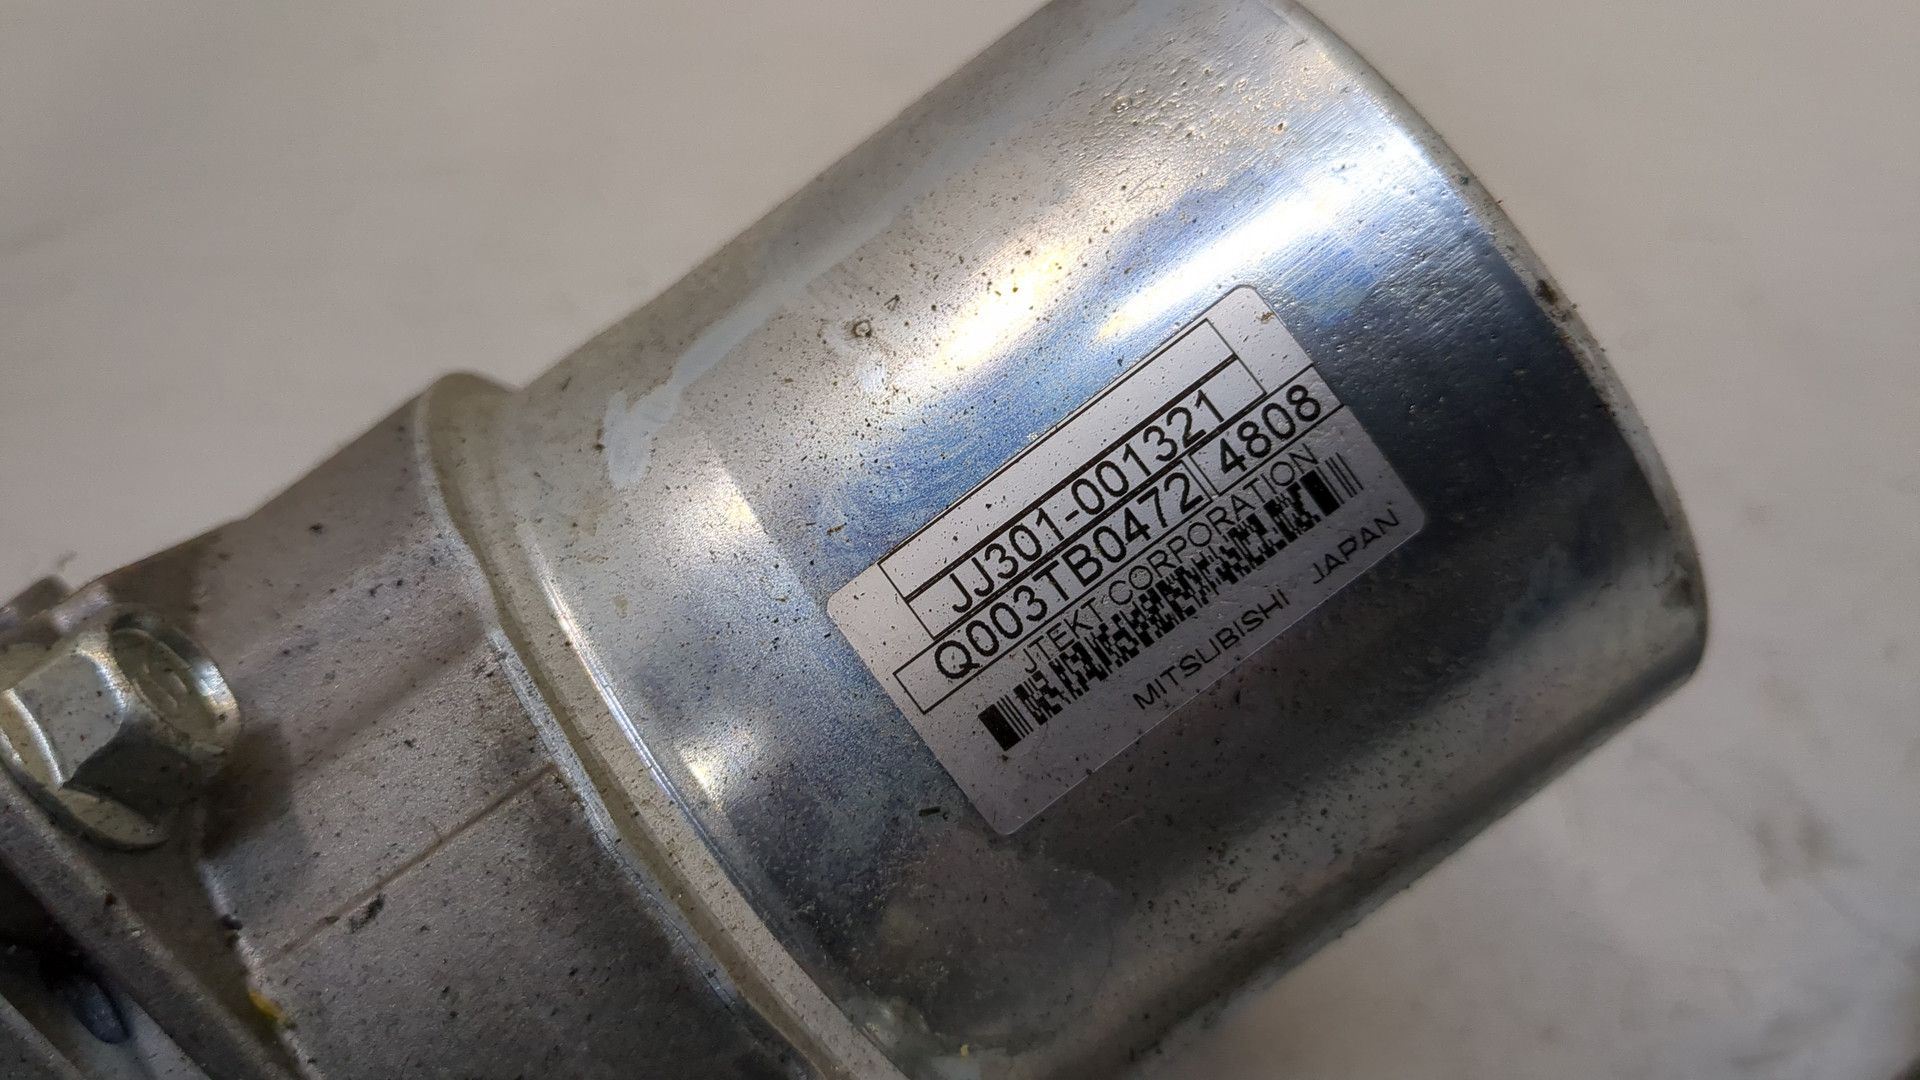 JJ301-001321
Q003TB0472 4808
JTEKT CORPORATION
MITSUBISHI JAPAN